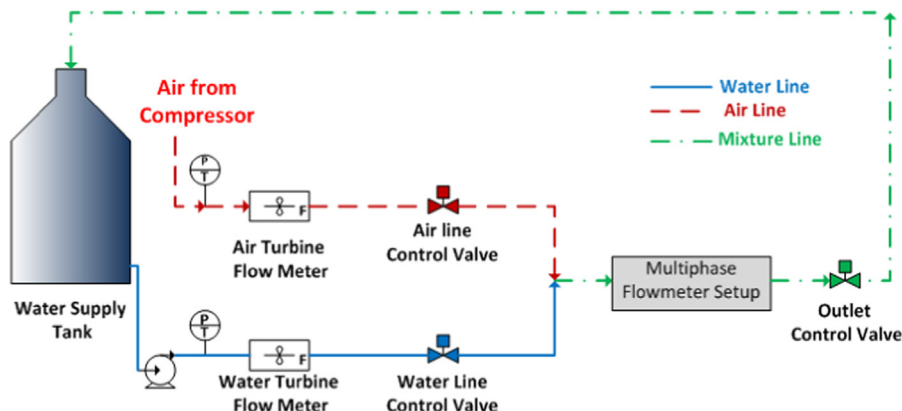 Air from
Compressor
Water Line
Air Line
Mixture Line
P
T
F
Air Turbine
Flow Meter
Air line
Control Valve
Multiphase
Flowmeter Setup
Water Supply
Tank
Outlet
Control Valve
P
T
F
Water Turbine
Flow Meter
Water Line
Control Valve